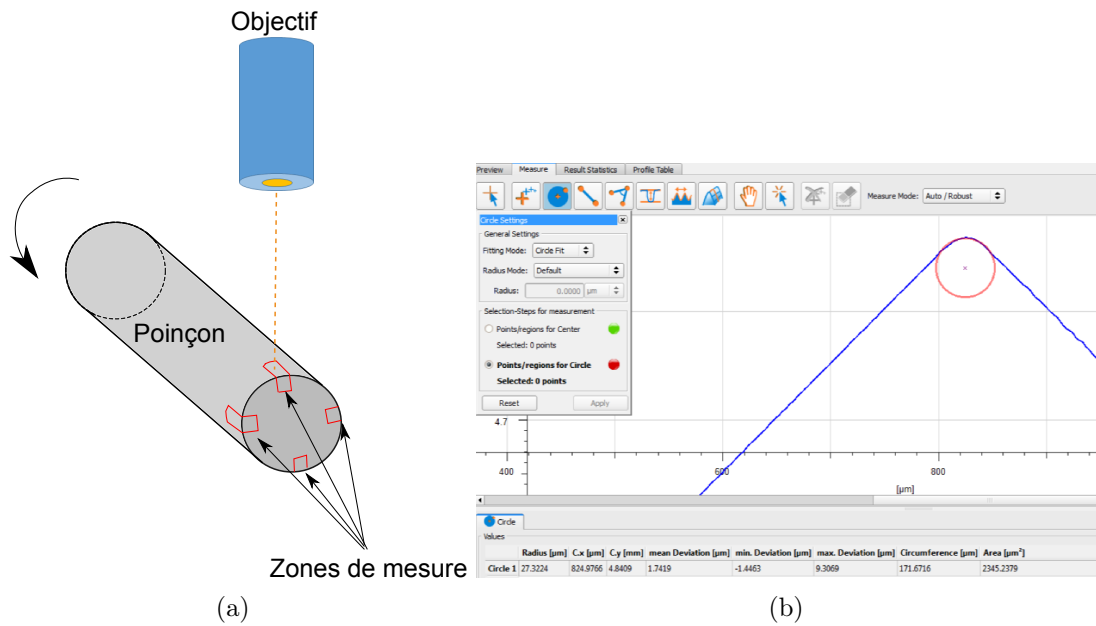 Objectif
Poinçon
Zones de mesure
(a)
Preview Measure Result Statistics Profile Table
Measure Mode: Auto / Robust
Circle Settings
General Settings
Fitting Mode: Circle Fit
Radius Mode: Default
Radius: 0.0000 µm
Selection-Steps for measurement
Points/regions for Center
Selected: 0 points
Points/regions for Circle
Selected: 0 points
Reset Apply
4.7
400 600 800
[µm]
Circle
Values
Radius [µm] C.x [µm] C.y [mm] mean Deviation [µm] min. Deviation [µm] max. Deviation [µm] Circumference [µm] Area [µm²]
Circle 1 27.3224 824.9766 4.8409 1.7419 -1.4463 9.3069 171.6716 2345.2379
(b)